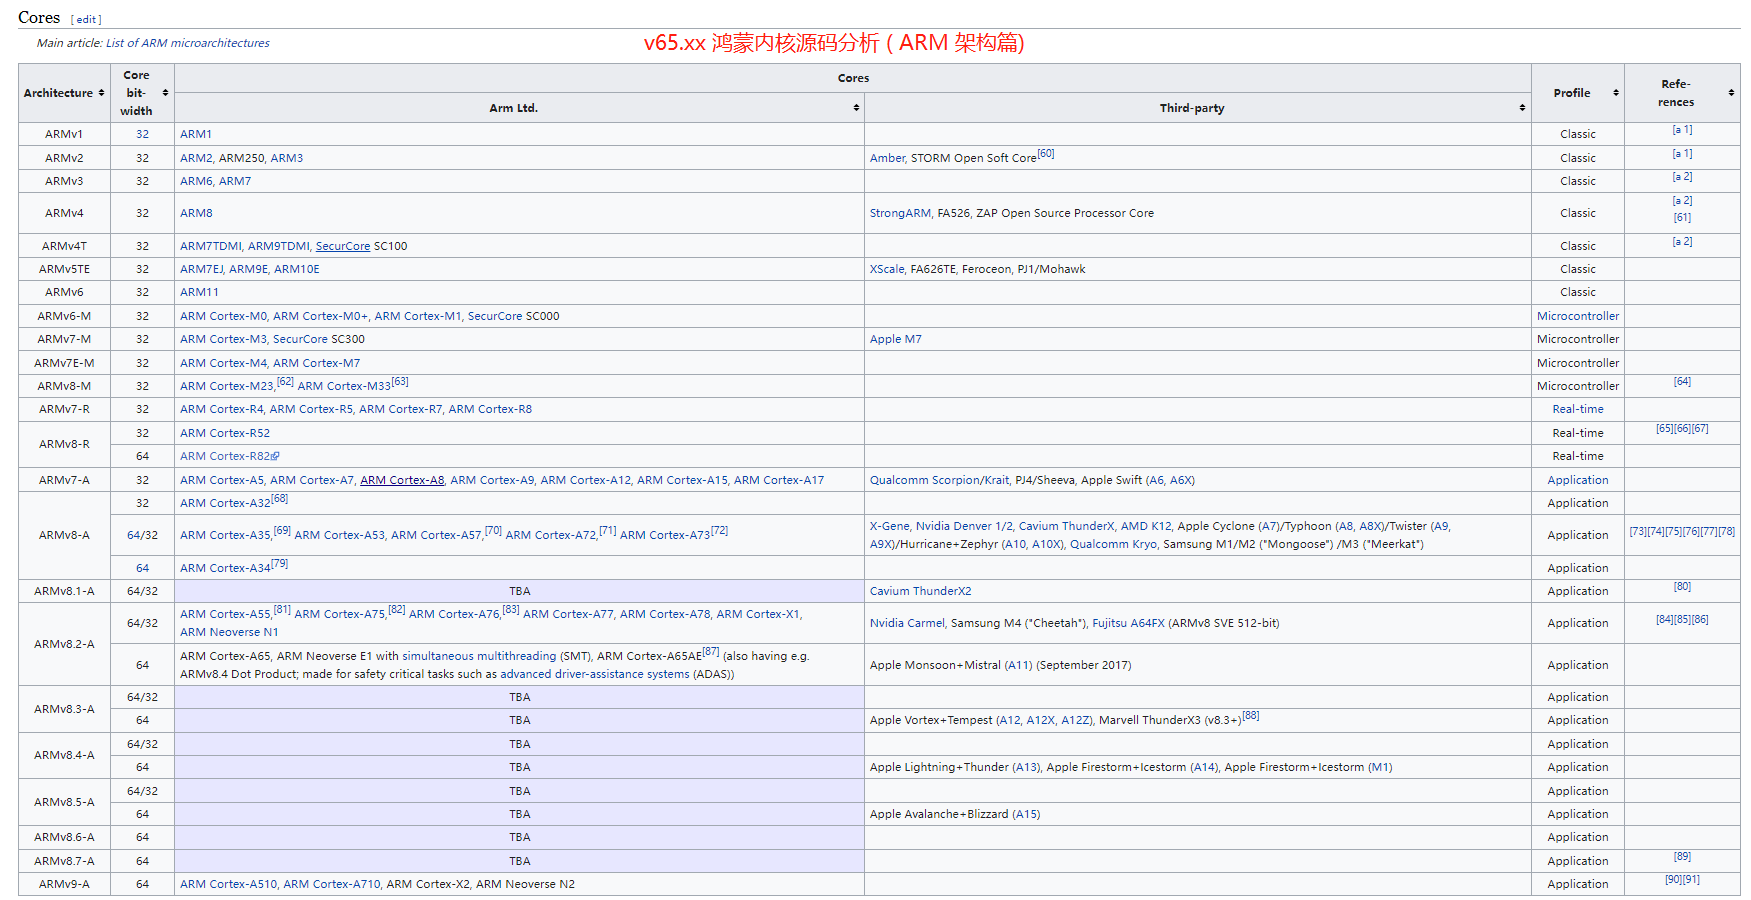 Cores [ edit ]
Main article: List of ARM microarchitectures
v65.xx 鸿蒙内核源码分析 ( ARM 架构篇)
Architecture Core bit-width Cores Profile Refe-rences
Arm Ltd. Third-party
ARMv1 32 ARM1 Classic [a 1]
ARMv2 32 ARM2, ARM250, ARM3 Amber, STORM Open Soft Core[60] Classic [a 1]
ARMv3 32 ARM6, ARM7 Classic [a 2]
ARMv4 32 ARM8 StrongARM, FA526, ZAP Open Source Processor Core Classic [a 2] [61]
ARMv4T 32 ARM7TDMI, ARM9TDMI, SecurCore SC100 Classic [a 2]
ARMv5TE 32 ARM7EJ, ARM9E, ARM10E XScale, FA626TE, Feroceon, PJ1/Mohawk Classic
ARMv6 32 ARM11 Classic
ARMv6-M 32 ARM Cortex-M0, ARM Cortex-M0+, ARM Cortex-M1, SecurCore SC000 Microcontroller
ARMv7-M 32 ARM Cortex-M3, SecurCore SC300 Apple M7 Microcontroller
ARMv7E-M 32 ARM Cortex-M4, ARM Cortex-M7 Microcontroller
ARMv8-M 32 ARM Cortex-M23,[62] ARM Cortex-M33[63] Microcontroller [64]
ARMv7-R 32 ARM Cortex-R4, ARM Cortex-R5, ARM Cortex-R7, ARM Cortex-R8 Real-time
ARMv8-R 32 ARM Cortex-R52 Real-time [65][66][67]
64 ARM Cortex-R82 Real-time
ARMv7-A 32 ARM Cortex-A5, ARM Cortex-A7, ARM Cortex-A8, ARM Cortex-A9, ARM Cortex-A12, ARM Cortex-A15, ARM Cortex-A17 Qualcomm Scorpion/Krait, PJ4/Sheeva, Apple Swift (A6, A6X) Application
ARMv8-A 32 ARM Cortex-A32[68] Application
64/32 ARM Cortex-A35,[69] ARM Cortex-A53, ARM Cortex-A57,[70] ARM Cortex-A72,[71] ARM Cortex-A73[72] X-Gene, Nvidia Denver 1/2, Cavium ThunderX, AMD K12, Apple Cyclone (A7)/Typhoon (A8, A8X)/Twister (A9,
A9X)/Hurricane+Zephyr (A10, A10X), Qualcomm Kryo, Samsung M1/M2 ("Mongoose") /M3 ("Meerkat") Application [73][74][75][76][77][78]
64 ARM Cortex-A34[79] Application
ARMv8.1-A 64/32 TBA Cavium ThunderX2 Application [80]
ARMv8.2-A 64/32 ARM Cortex-A55,[81] ARM Cortex-A75,[82] ARM Cortex-A76,[83] ARM Cortex-A77, ARM Cortex-A78, ARM Cortex-X1,
ARM Neoverse N1 Nvidia Carmel, Samsung M4 ("Cheetah"), Fujitsu A64FX (ARMv8 SVE 512-bit) Application [84][85][86]
64 ARM Cortex-A65, ARM Neoverse E1 with simultaneous multithreading (SMT), ARM Cortex-A65AE[87] (also having e.g.
ARMv8.4 Dot Product; made for safety critical tasks such as advanced driver-assistance systems (ADAS)) Apple Monsoon+Mistral (A11) (September 2017) Application
ARMv8.3-A 64/32 TBA Application
64 TBA Apple Vortex+Tempest (A12, A12X, A12Z), Marvell ThunderX3 (v8.3+)[88] Application
ARMv8.4-A 64/32 TBA Application
64 TBA Apple Lightning+Thunder (A13), Apple Firestorm+Icestorm (A14), Apple Firestorm+Icestorm (M1) Application
ARMv8.5-A 64/32 TBA Application
64 TBA Apple Avalanche+Blizzard (A15) Application
ARMv8.6-A 64 TBA Application
ARMv8.7-A 64 TBA Application [89]
ARMv9-A 64 ARM Cortex-A510, ARM Cortex-A710, ARM Cortex-X2, ARM Neoverse N2 Application [90][91]